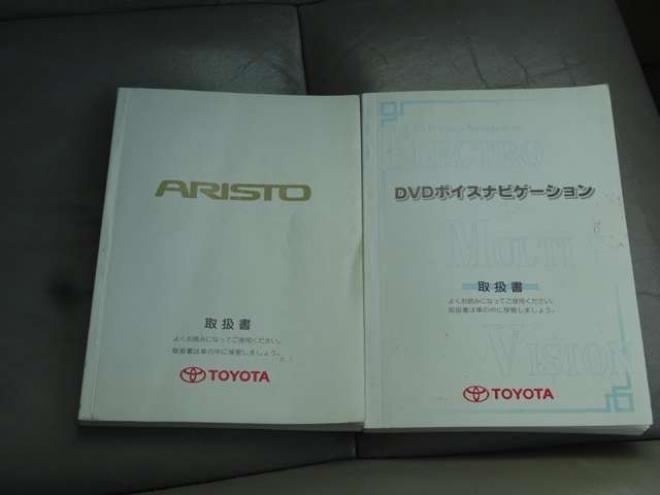 ARISTO
取扱書
よくお読みになってご使用ください。
取扱書は車の中に保管しましょう。
TOYOTA
ELECTRO
DVDボイスナビゲーション
MULTI
取扱書
よくお読みになってご使用ください。
取扱書は車の中に保管しましょう。
VISION
TOYOTA